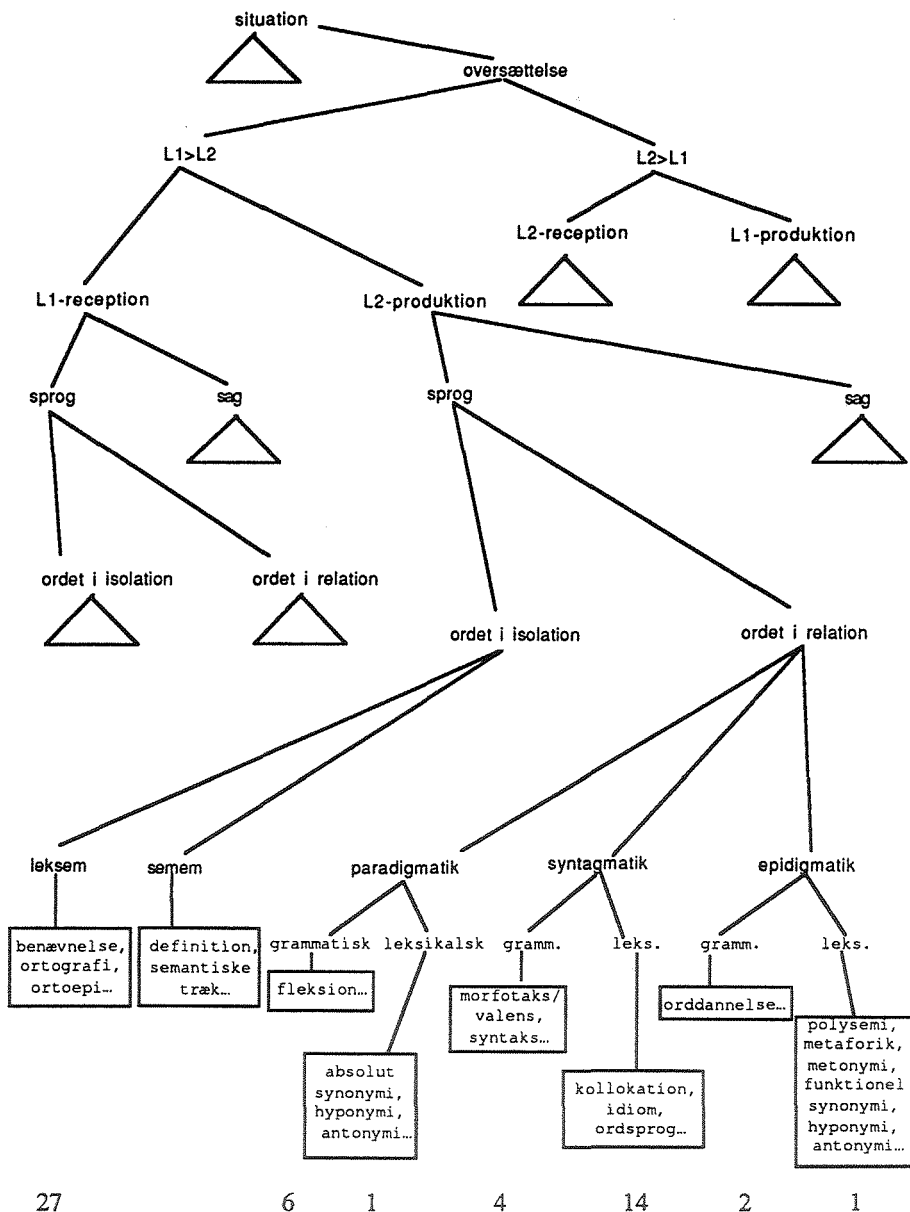 situation
oversættelse
L1>L2
L2>L1
L2-reception
L1-produktion
L1-reception
L2-produktion
sprog
sag
sprog
sag
ordet i isolation
ordet i relation
ordet i isolation
ordet i relation
leksem
semem
paradigmatik
syntagmatik
epidigmatik
benævnelse,
ortografi,
ortoepi…
definition,
semantiske
træk…
grammatisk
leksikalsk
gramm.
leks.
gramm.
leks.
fleksion…
absolut
synonymi,
hyponymi,
antonymi…
morfotaks/
valens,
syntaks…
kollokation,
idiom,
ordsprog…
orddannelse…
polysemi,
metaforik,
metonymi,
funktionel
synonymi,
hyponymi,
antonymi…
27 6 1 4 14 2 1